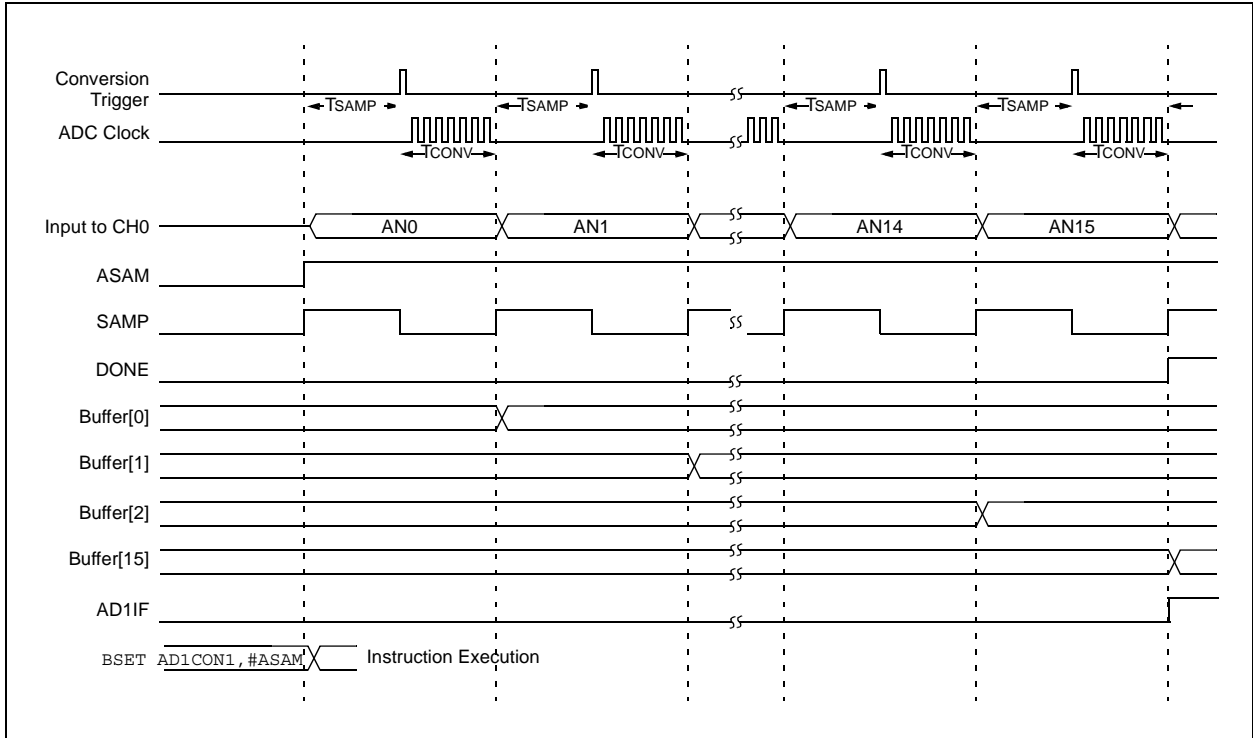 Conversion
Trigger
TSAMP TSAMP TSAMP TSAMP
ADC Clock
TCONV TCONV TCONV TCONV
Input to CH0 AN0 AN1 AN14 AN15
ASAM
SAMP
DONE
Buffer[0]
Buffer[1]
Buffer[2]
Buffer[15]
AD1IF
BSET AD1CON1,#ASAM Instruction Execution